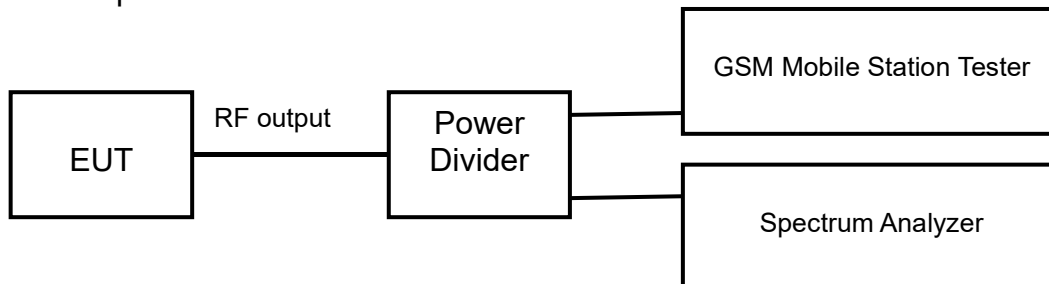 EUT
RF output
Power
Divider
GSM Mobile Station Tester
Spectrum Analyzer